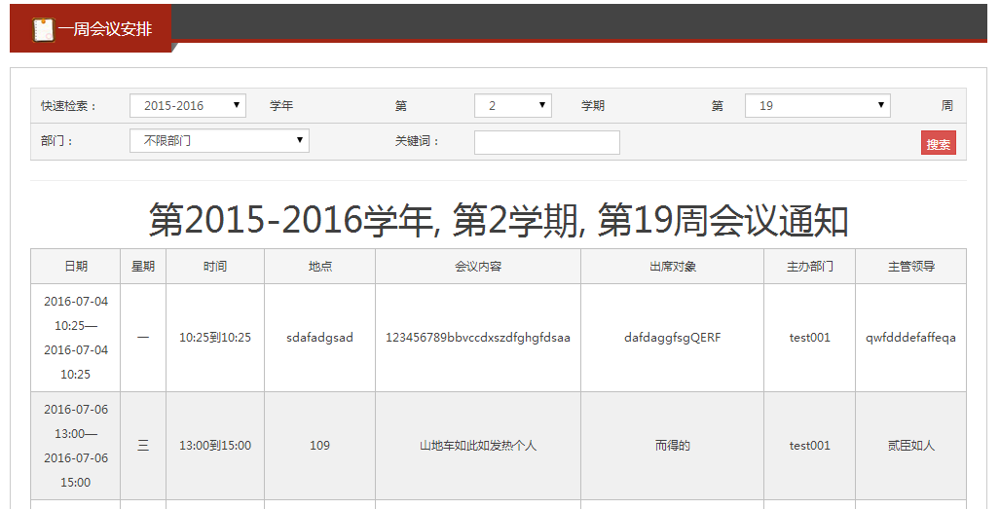 一周会议安排
快速检索： 2015-2016 学年 第 2 学期 第 19 周
部门： 不限部门 关键词： 搜索
第2015-2016学年, 第2学期, 第19周会议通知
日期 星期 时间 地点 会议内容 出席对象 主办部门 主管领导
2016-07-04
10:25—
2016-07-04
10:25
一 10:25到10:25 sdafadgsad 123456789bbvccdxszdfghgfdsaa dafdaggfsgQERF test001 qwfdddefaffeqa
2016-07-06
13:00—
2016-07-06
15:00
三 13:00到15:00 109 山地车如此如发热个人 而得的 test001 贰臣如人